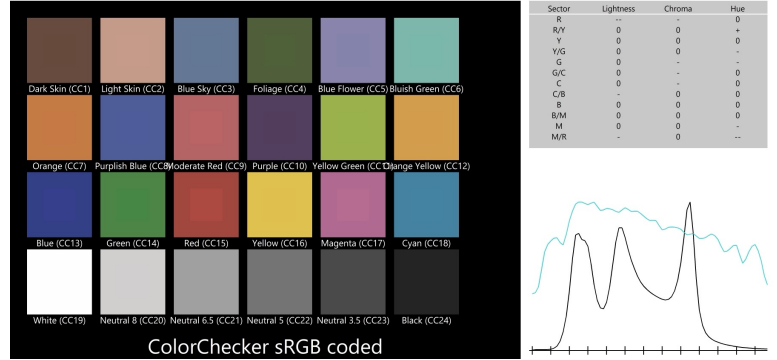 Dark Skin (CC1) Light Skin (CC2) Blue Sky (CC3) Foliage (CC4) Blue Flower (CC5) Bluish Green (CC6)
Orange (CC7) Purplish Blue (CC8) Moderate Red (CC9) Purple (CC10) Yellow Green (CC11) Orange Yellow (CC12)
Blue (CC13) Green (CC14) Red (CC15) Yellow (CC16) Magenta (CC17) Cyan (CC18)
White (CC19) Neutral 8 (CC20) Neutral 6.5 (CC21) Neutral 5 (CC22) Neutral 3.5 (CC23) Black (CC24)
ColorChecker sRGB coded
Sector Lightness Chroma Hue
R -- - 0
R/Y 0 0 +
Y 0 0 0
Y/G 0 0 -
G 0 - -
G/C 0 - 0
C 0 - 0
C/B - 0 0
B 0 0 0
B/M 0 0 0
M 0 0 -
M/R - 0 --